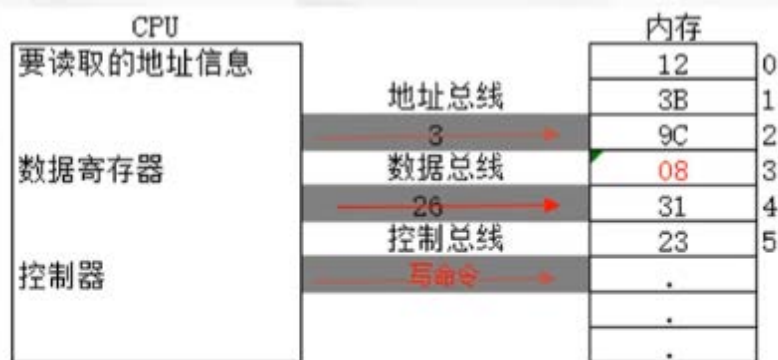 CPU
内存
要读取的地址信息
12
0
地址总线
3B
1
3
9C
2
数据寄存器
数据总线
08
3
26
31
4
控制总线
23
5
控制器
写命令
.
.
.